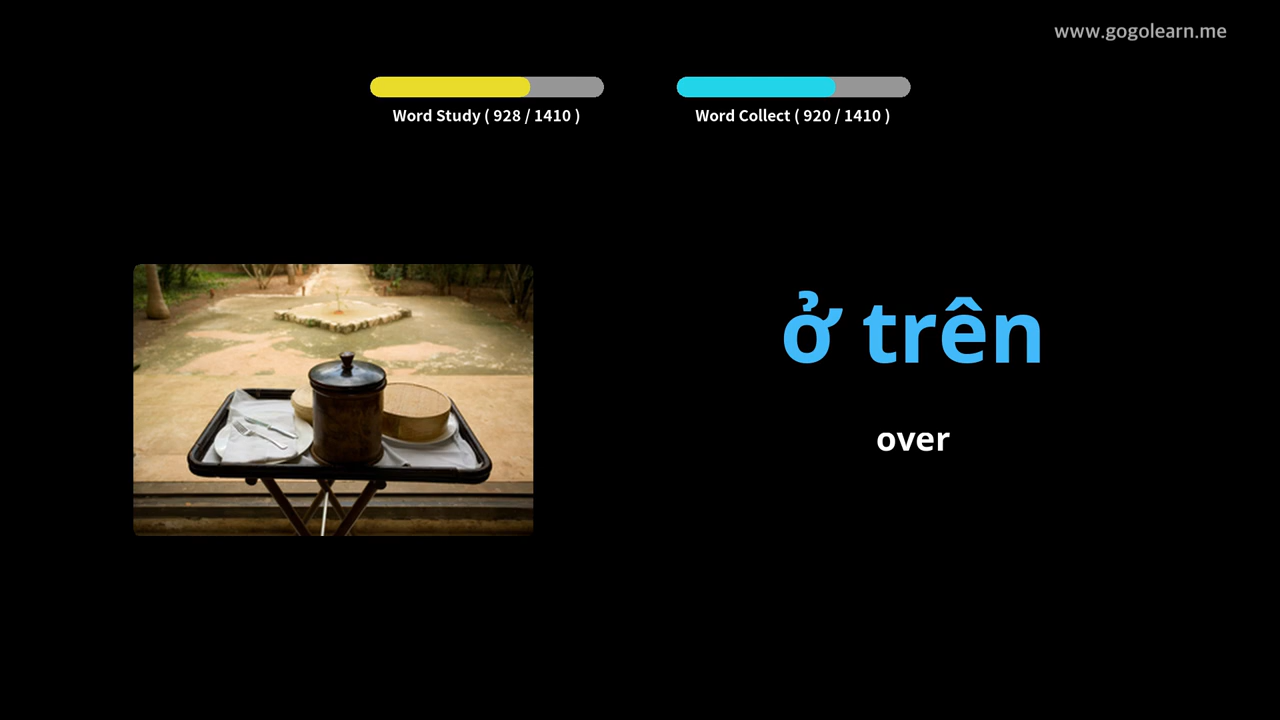 www.gogolearn.me
Word Study ( 928 / 1410 )
Word Collect ( 920 / 1410 )
ở trên
over